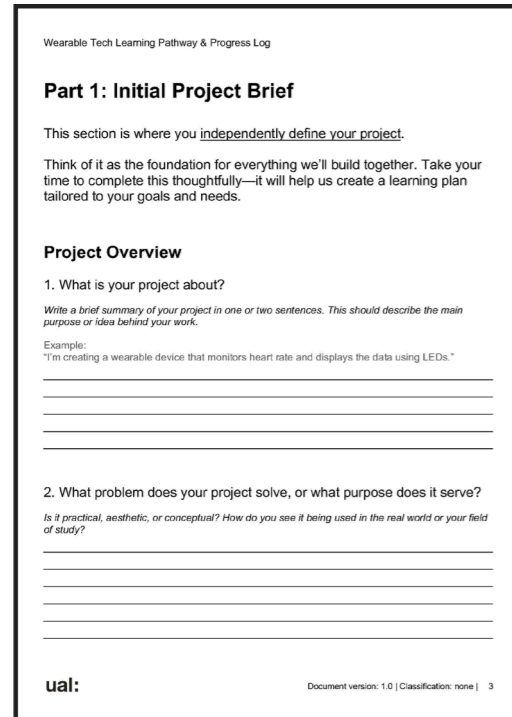 Wearable Tech Learning Pathway & Progress Log
Part 1: Initial Project Brief
This section is where you independently define your project.
Think of it as the foundation for everything we'll build together. Take your
time to complete this thoughtfully—it will help us create a learning plan
tailored to your goals and needs.
Project Overview
1. What is your project about?
Write a brief summary of your project in one or two sentences. This should describe the main
purpose or idea behind your work.
Example:
"I'm creating a wearable device that monitors heart rate and displays the data using LEDs."
2. What problem does your project solve, or what purpose does it serve?
Is it practical, aesthetic, or conceptual? How do you see it being used in the real world or your field
of study?
ual:
Document version: 1.0 | Classification: none | 3